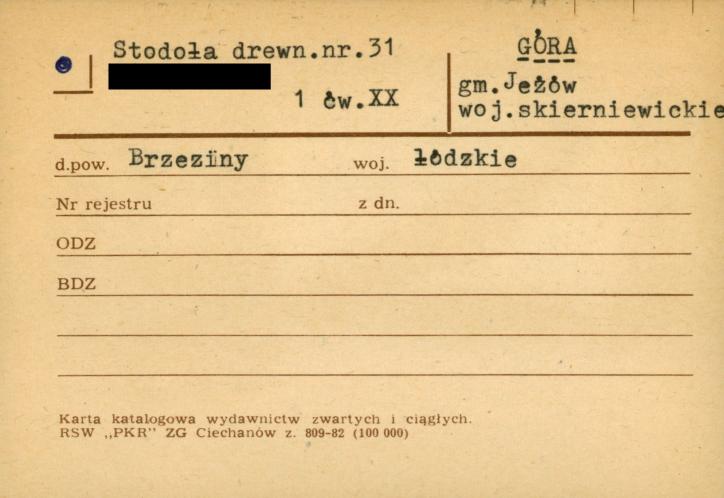 Stodoła drewn.nr.31
1 ćw.XX
GÓRA
gm.Jeżów
woj.skierniewickie
d.pow. Brzeziny woj. łódzkie
Nr rejestru z dn.
ODZ
BDZ
Karta katalogowa wydawnictw zwartych i ciągłych.
RSW „PKR” ZG Ciechanów z. 809-82 (100 000)